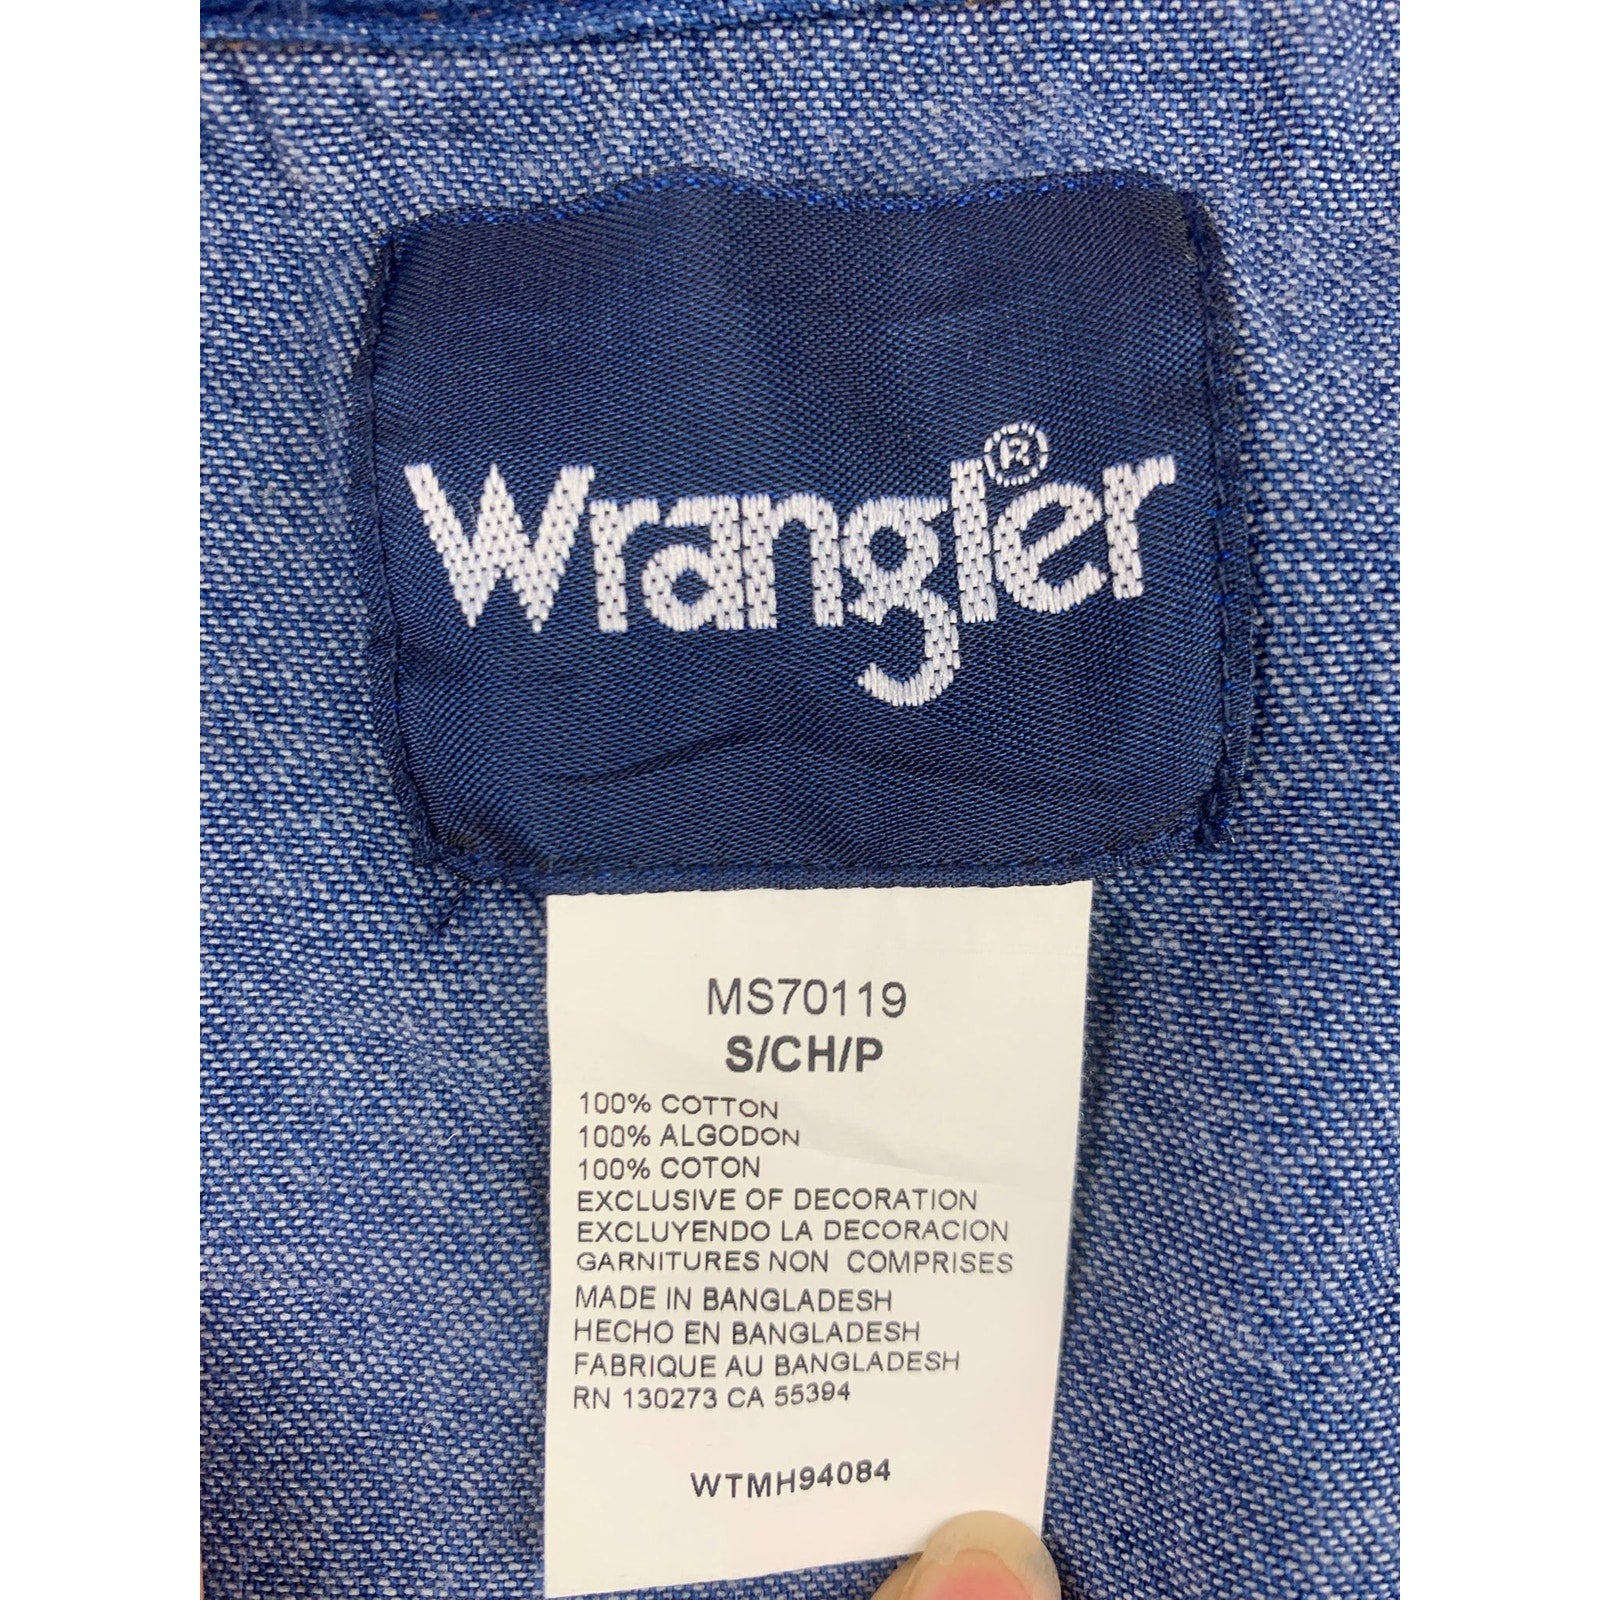 Wrangler®
MS70119
S/CH/P
100% COTTON
100% ALGODON
100% COTON
EXCLUSIVE OF DECORATION
EXCLUYENDO LA DECORACION
GARNITURES NON COMPRISES
MADE IN BANGLADESH
HECHO EN BANGLADESH
FABRIQUE AU BANGLADESH
RN 130273 CA 55394
WTMH94084